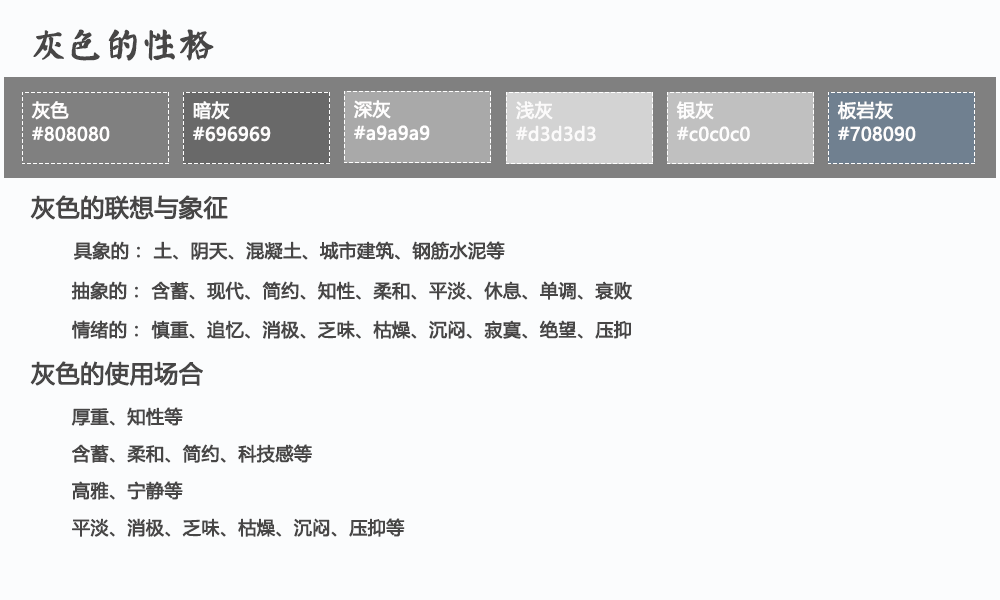 灰色的性格
灰色 暗灰 深灰 浅灰 银灰 板岩灰
#808080 #696969 #a9a9a9 #d3d3d3 #c0c0c0 #708090
灰色的联想与象征
具象的： 土、阴天、混凝土、城市建筑、钢筋水泥等
抽象的： 含蓄、现代、简约、知性、柔和、平淡、休息、单调、衰败
情绪的： 慎重、追忆、消极、乏味、枯燥、沉闷、寂寞、绝望、压抑
灰色的使用场合
厚重、知性等
含蓄、柔和、简约、科技感等
高雅、宁静等
平淡、消极、乏味、枯燥、沉闷、压抑等